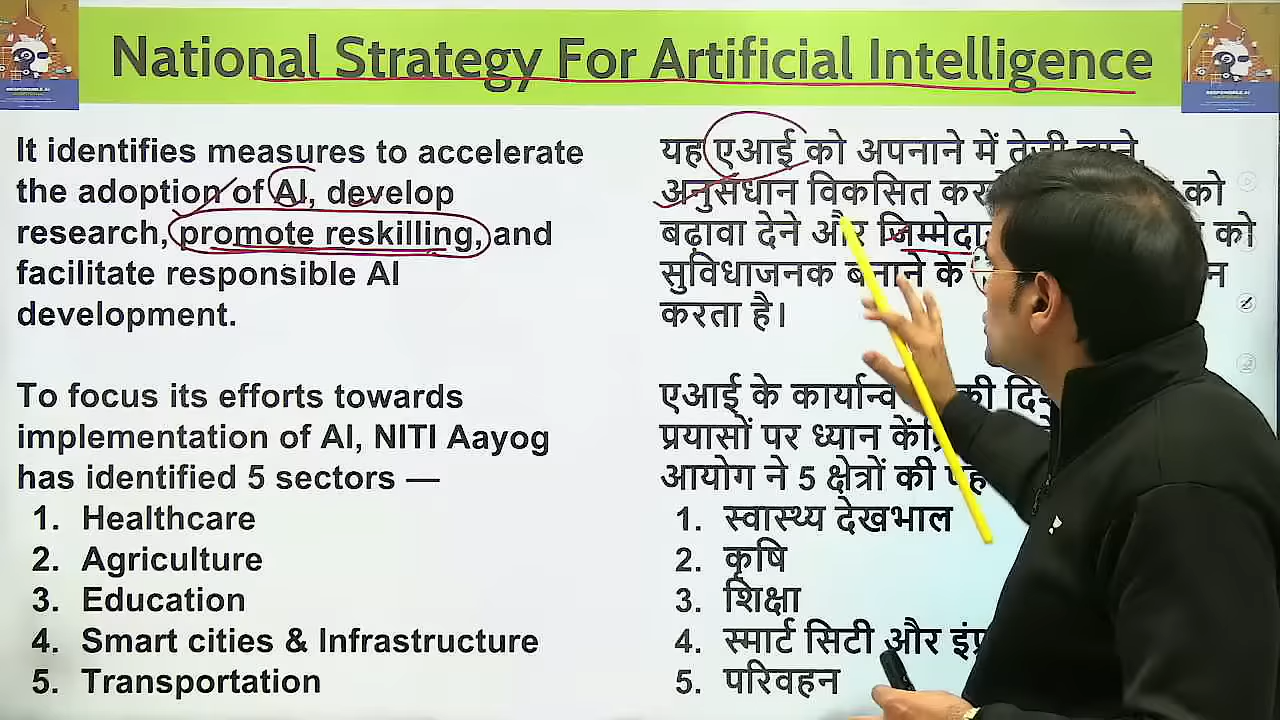 National Strategy For Artificial Intelligence
It identifies measures to accelerate
the adoption of AI, develop
research, promote reskilling, and
facilitate responsible AI
development.
To focus its efforts towards
implementation of AI, NITI Aayog
has identified 5 sectors —
1. Healthcare
2. Agriculture
3. Education
4. Smart cities & Infrastructure
5. Transportation
यह एआई को अपनाने में तेजी
अनुसंधान विकसित को
बढ़ावा देने और को
सुविधाजनक बनाने के
करता है।
एआई के की
प्रयासों पर ध्यान
आयोग ने 5 क्षेत्रों की
1. स्वास्थ्य देखभाल
2. कृषि
3. शिक्षा
4. स्मार्ट सिटी और
5. परिवहन